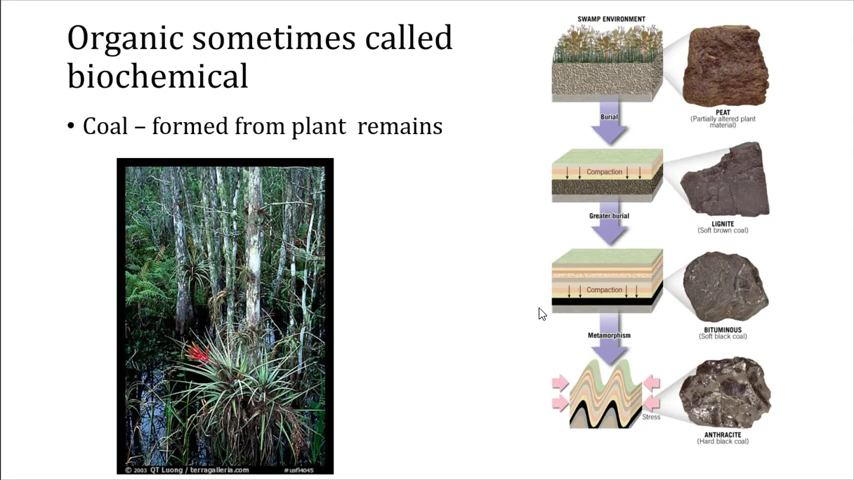 Organic sometimes called
biochemical
• Coal – formed from plant remains
© 2003 QT Luong / terragalleria.com
SWAMP ENVIRONMENT
PEAT
(Partially altered plant
material)
Burial
Compaction
LIGNITE
(Soft brown coal)
Greater burial
Compaction
BITUMINOUS
(Soft black coal)
Metamorphism
Stress
ANTHRACITE
(Hard black coal)